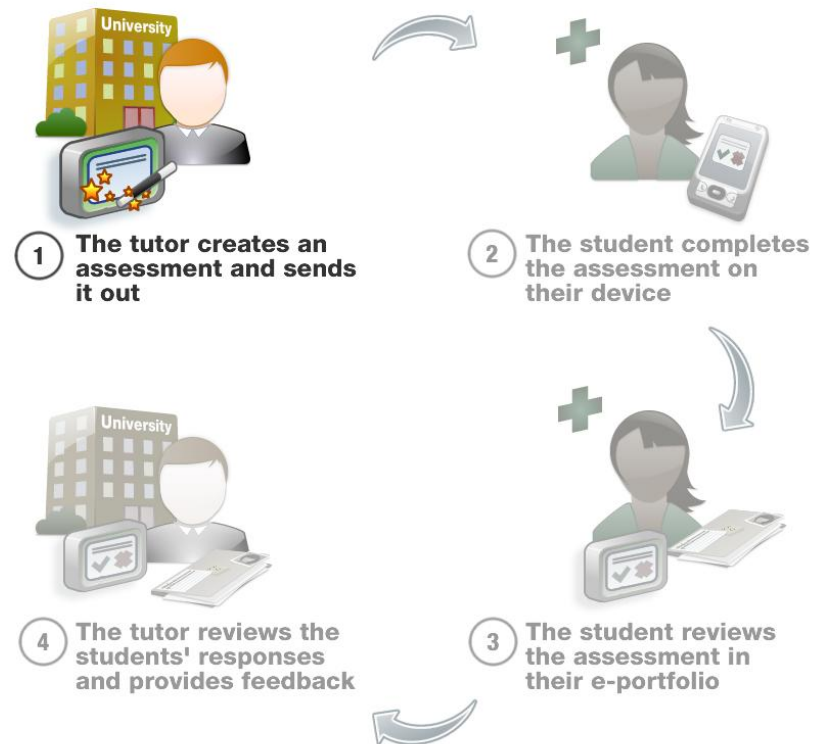 University
1
The tutor creates an
assessment and sends
it out
2
The student completes
the assessment on
their device
University
4
The tutor reviews the
students' responses
and provides feedback
3
The student reviews
the assessment in
their e-portfolio